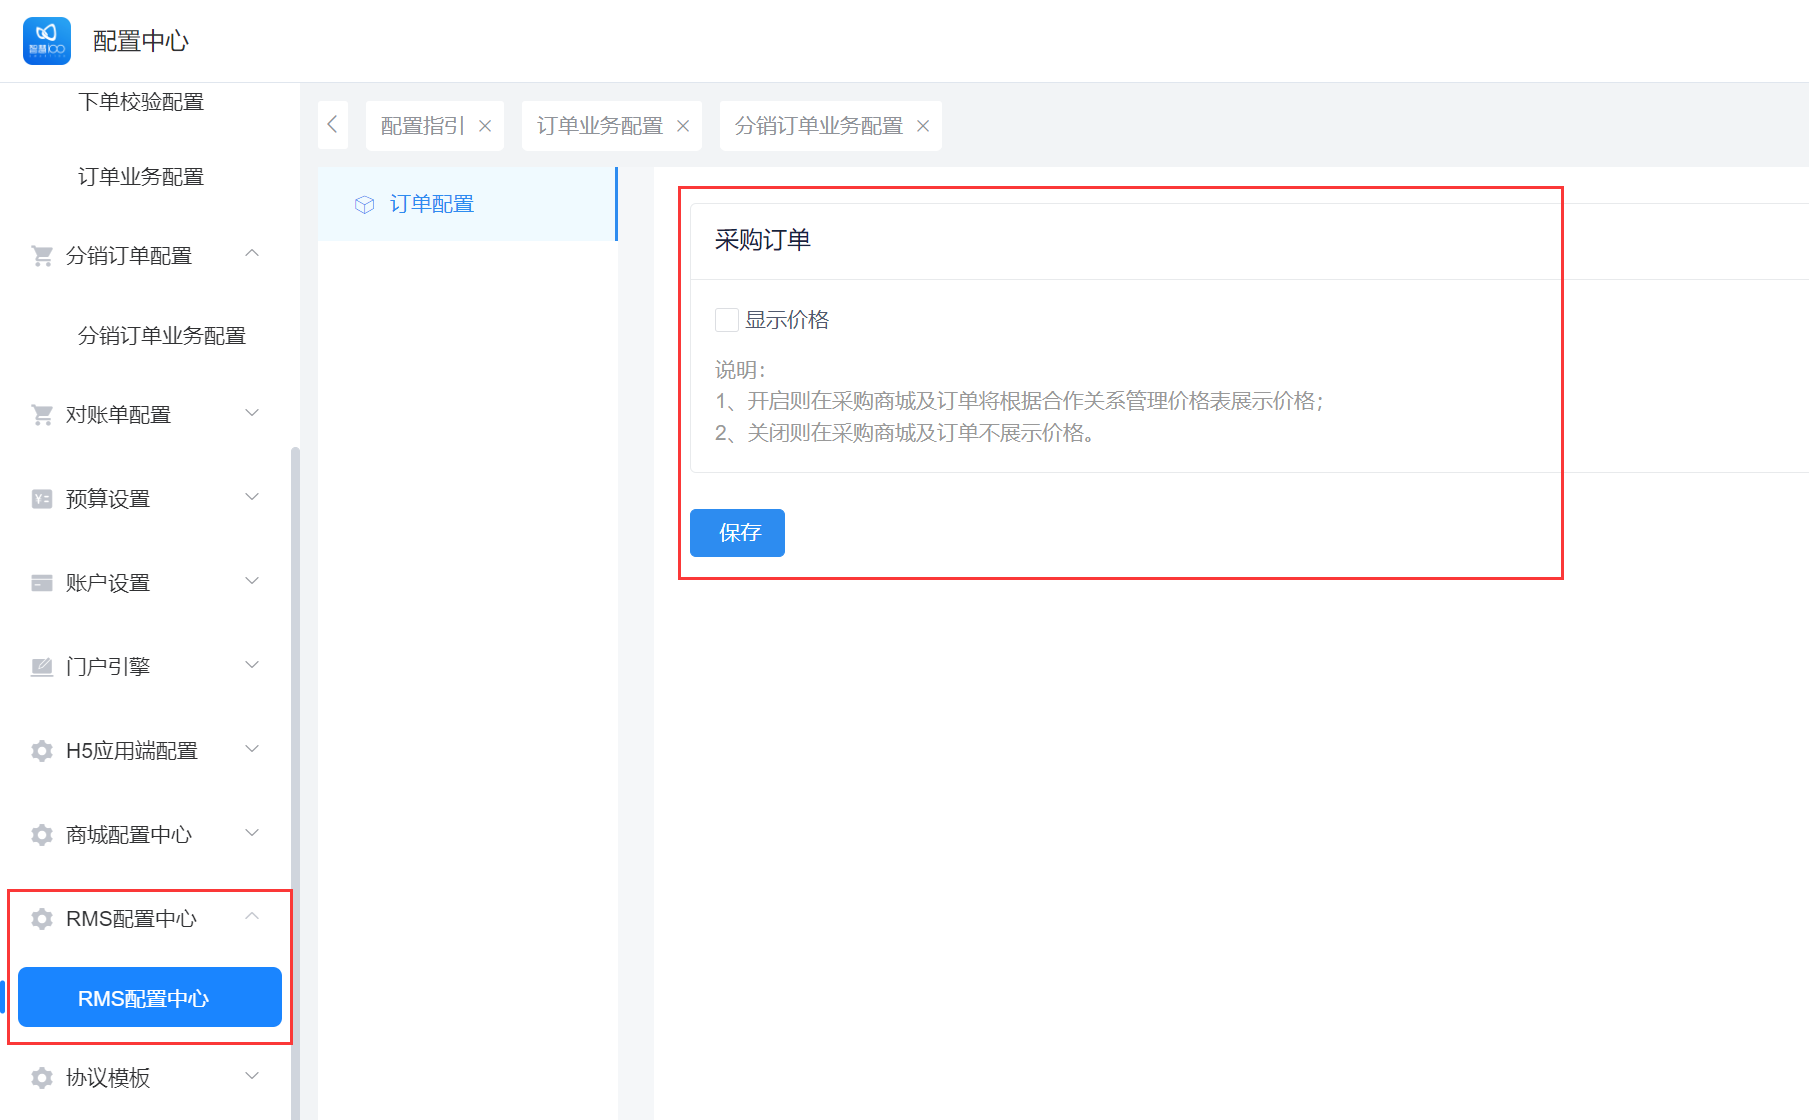 智慧100
配置中心
下单校验配置
订单业务配置
分销订单配置
分销订单业务配置
对账单配置
预算设置
账户设置
门户引擎
H5应用端配置
商城配置中心
RMS配置中心
RMS配置中心
协议模板
配置指引
订单业务配置
分销订单业务配置
订单配置
采购订单
显示价格
说明：
1、开启则在采购商城及订单将根据合作关系管理价格表展示价格；
2、关闭则在采购商城及订单不展示价格。
保存